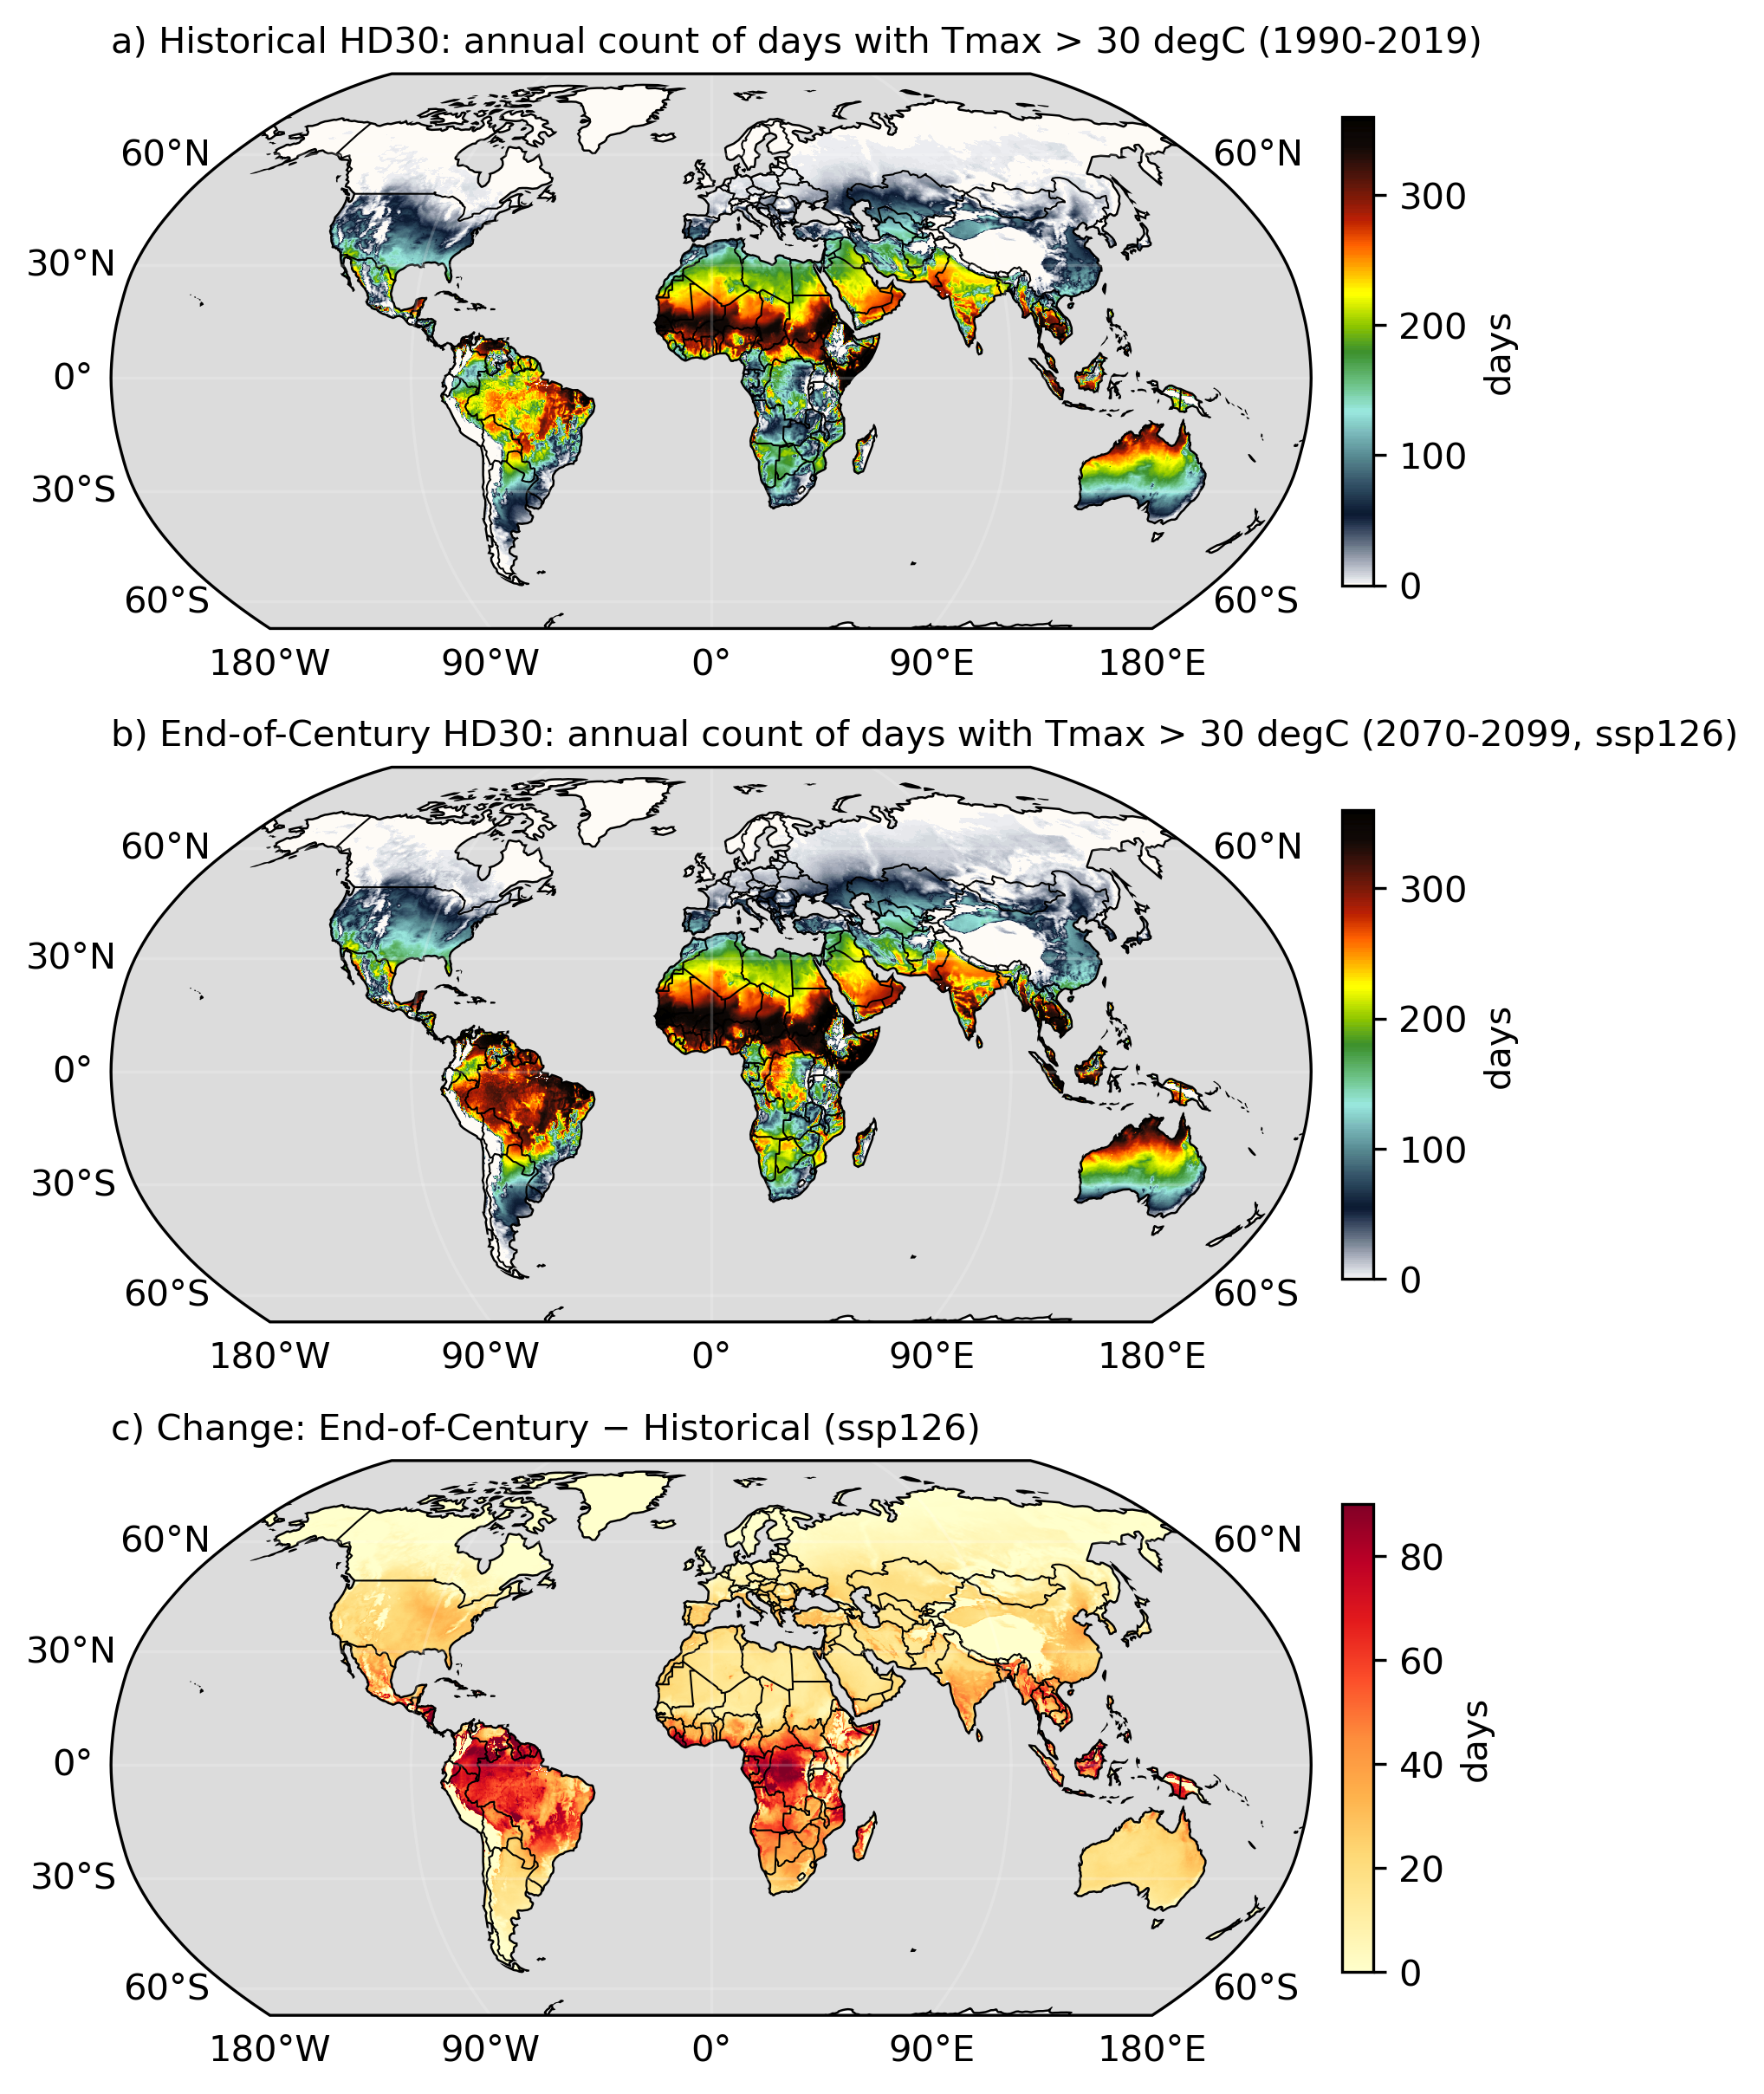 a) Historical HD30: annual count of days with Tmax > 30 degC (1990-2019)
60°N 60°N
30°N
0°
30°S
60°S 60°S
180°W 90°W 0° 90°E 180°E
300
200
100
0
days
b) End-of-Century HD30: annual count of days with Tmax > 30 degC (2070-2099, ssp126)
60°N 60°N
30°N
0°
30°S
60°S 60°S
180°W 90°W 0° 90°E 180°E
300
200
100
0
days
c) Change: End-of-Century − Historical (ssp126)
60°N 60°N
30°N
0°
30°S
60°S 60°S
180°W 90°W 0° 90°E 180°E
80
60
40
20
0
days